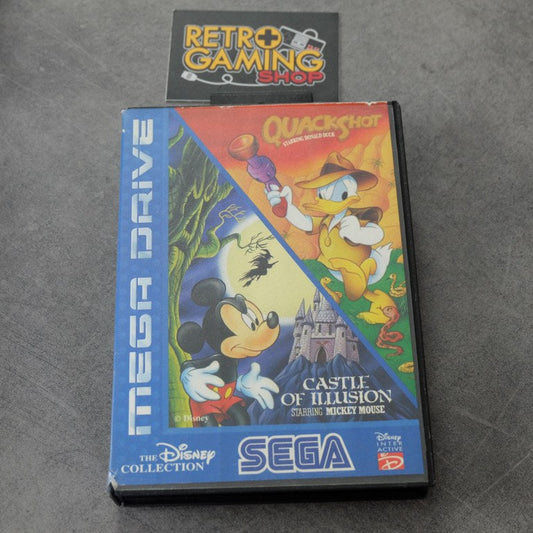 RETRO
GAMING
SHOP
MEGA DRIVE
QUACKSHOT
STARRING DONALD DUCK
CASTLE
OF ILLUSION
STARRING MICKEY MOUSE
© Disney
THE DISNEY
COLLECTION
SEGA
Disney
INTER
ACTIVE